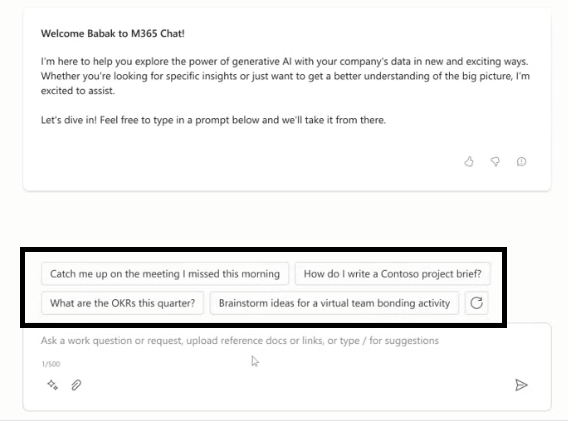 Welcome Babak to M365 Chat!
I'm here to help you explore the power of generative AI with your company's data in new and exciting ways.
Whether you're looking for specific insights or just want to get a better understanding of the big picture, I'm
excited to assist.
Let's dive in! Feel free to type in a prompt below and we'll take it from there.
Catch me up on the meeting I missed this morning
How do I write a Contoso project brief?
What are the OKRs this quarter?
Brainstorm ideas for a virtual team bonding activity
Ask a work question or request, upload reference docs or links, or type / for suggestions
1/500